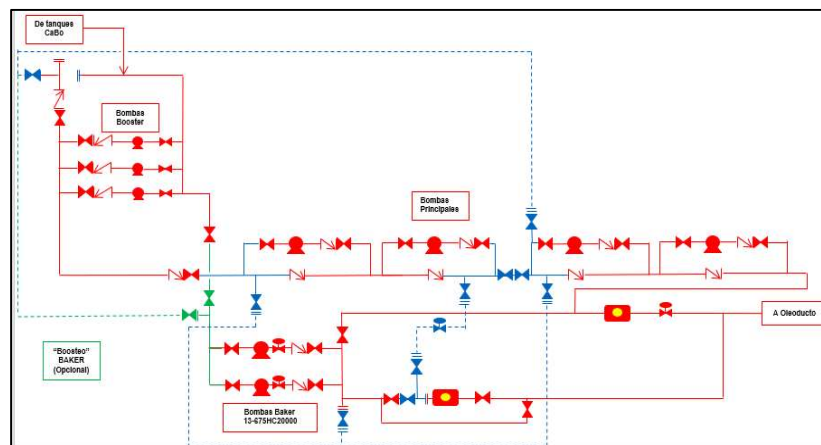 De tanques
CaBo
Bombas
Booster
Bombas
Principales
A Oleoducto
"Boosteo"
BAKER
(Opcional)
Bombas Baker
13-675HC20000